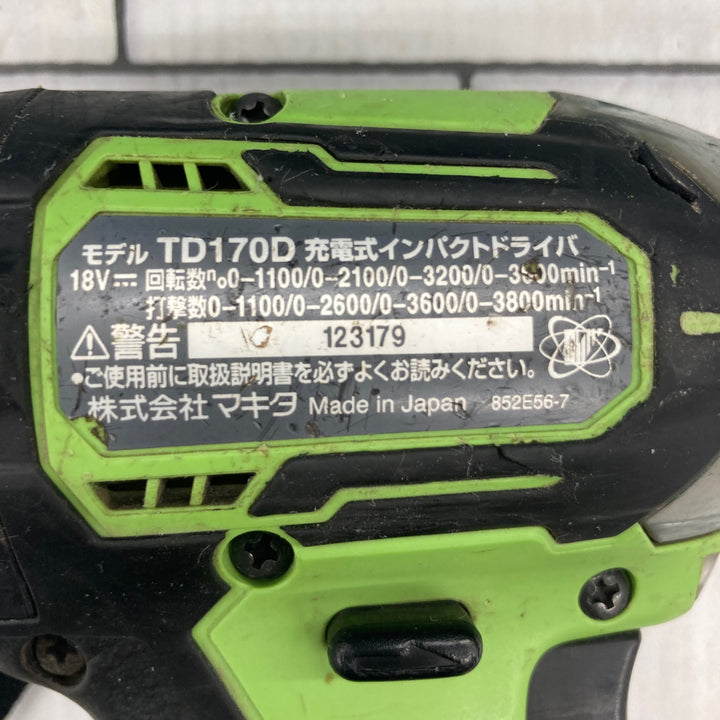 モデル TD170D 充電式インパクトドライバ
18V⎓ 回転数n₀0-1100/0-2100/0-3200/0-3600min⁻¹
打撃数0-1100/0-2600/0-3600/0-3800min⁻¹
⚠警告 123179
●ご使用前に取扱説明書を必ずよくお読みください。
株式会社マキタ Made in Japan 852E56-7